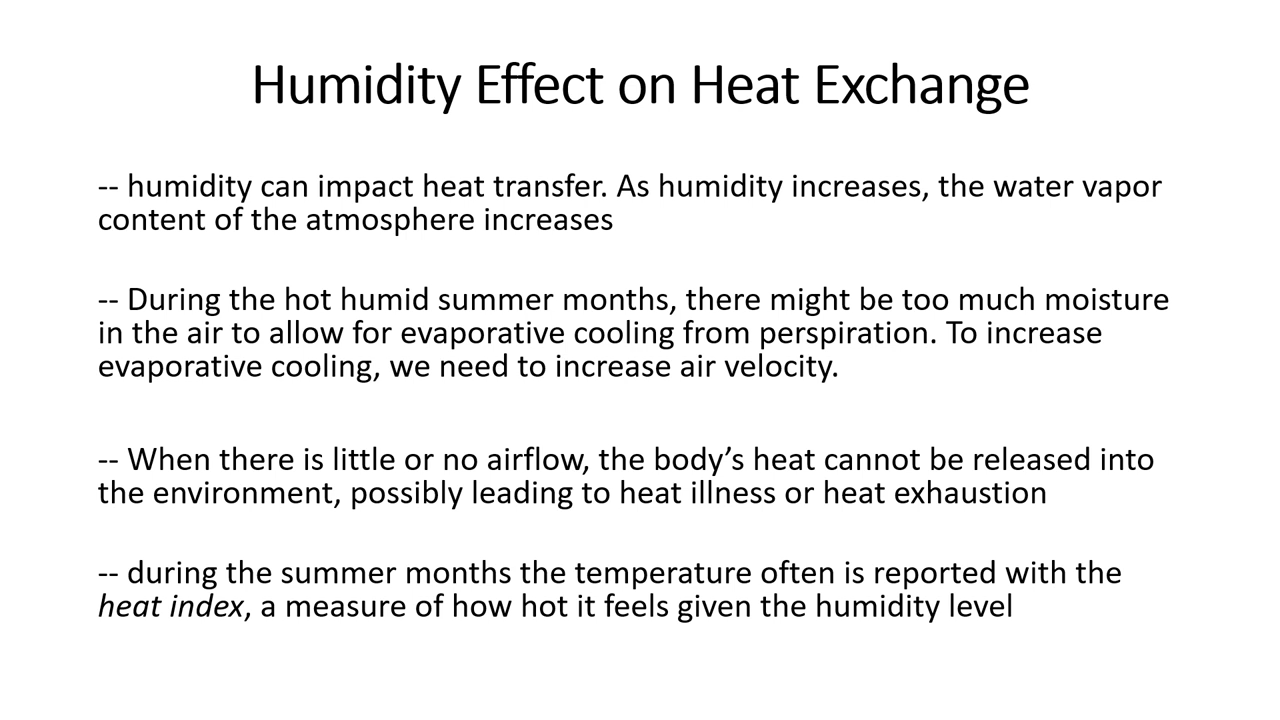 Humidity Effect on Heat Exchange
-- humidity can impact heat transfer. As humidity increases, the water vapor
content of the atmosphere increases
-- During the hot humid summer months, there might be too much moisture
in the air to allow for evaporative cooling from perspiration. To increase
evaporative cooling, we need to increase air velocity.
-- When there is little or no airflow, the body’s heat cannot be released into
the environment, possibly leading to heat illness or heat exhaustion
-- during the summer months the temperature often is reported with the
heat index, a measure of how hot it feels given the humidity level